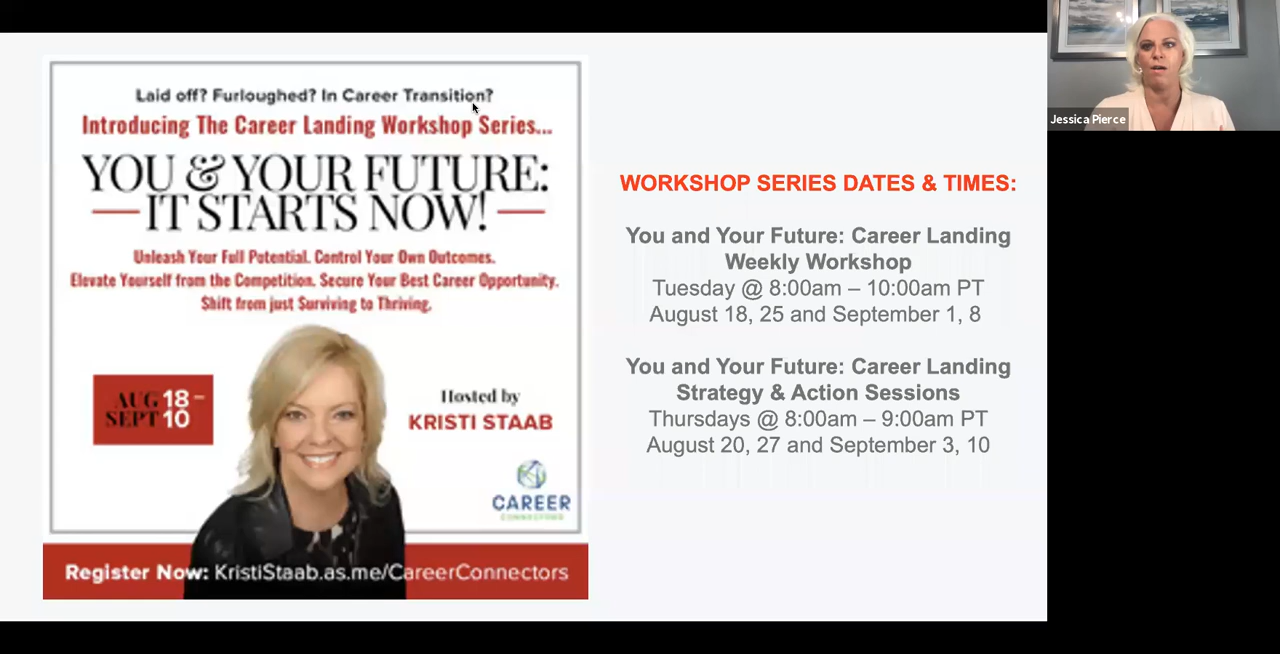 Laid off? Furloughed? In Career Transition?
Introducing The Career Landing Workshop Series...
YOU & YOUR FUTURE:
IT STARTS NOW!
Unleash Your Full Potential. Control Your Own Outcomes.
Elevate Yourself from the Competition. Secure Your Best Career Opportunity.
Shift from just Surviving to Thriving.
AUG 18 –
SEPT 10
Hosted by
KRISTI STAAB
CAREER
CONNECTORS
Register Now: KristiStaab.as.me/CareerConnectors
WORKSHOP SERIES DATES & TIMES:
You and Your Future: Career Landing
Weekly Workshop
Tuesday @ 8:00am – 10:00am PT
August 18, 25 and September 1, 8
You and Your Future: Career Landing
Strategy & Action Sessions
Thursdays @ 8:00am – 9:00am PT
August 20, 27 and September 3, 10
Jessica Pierce